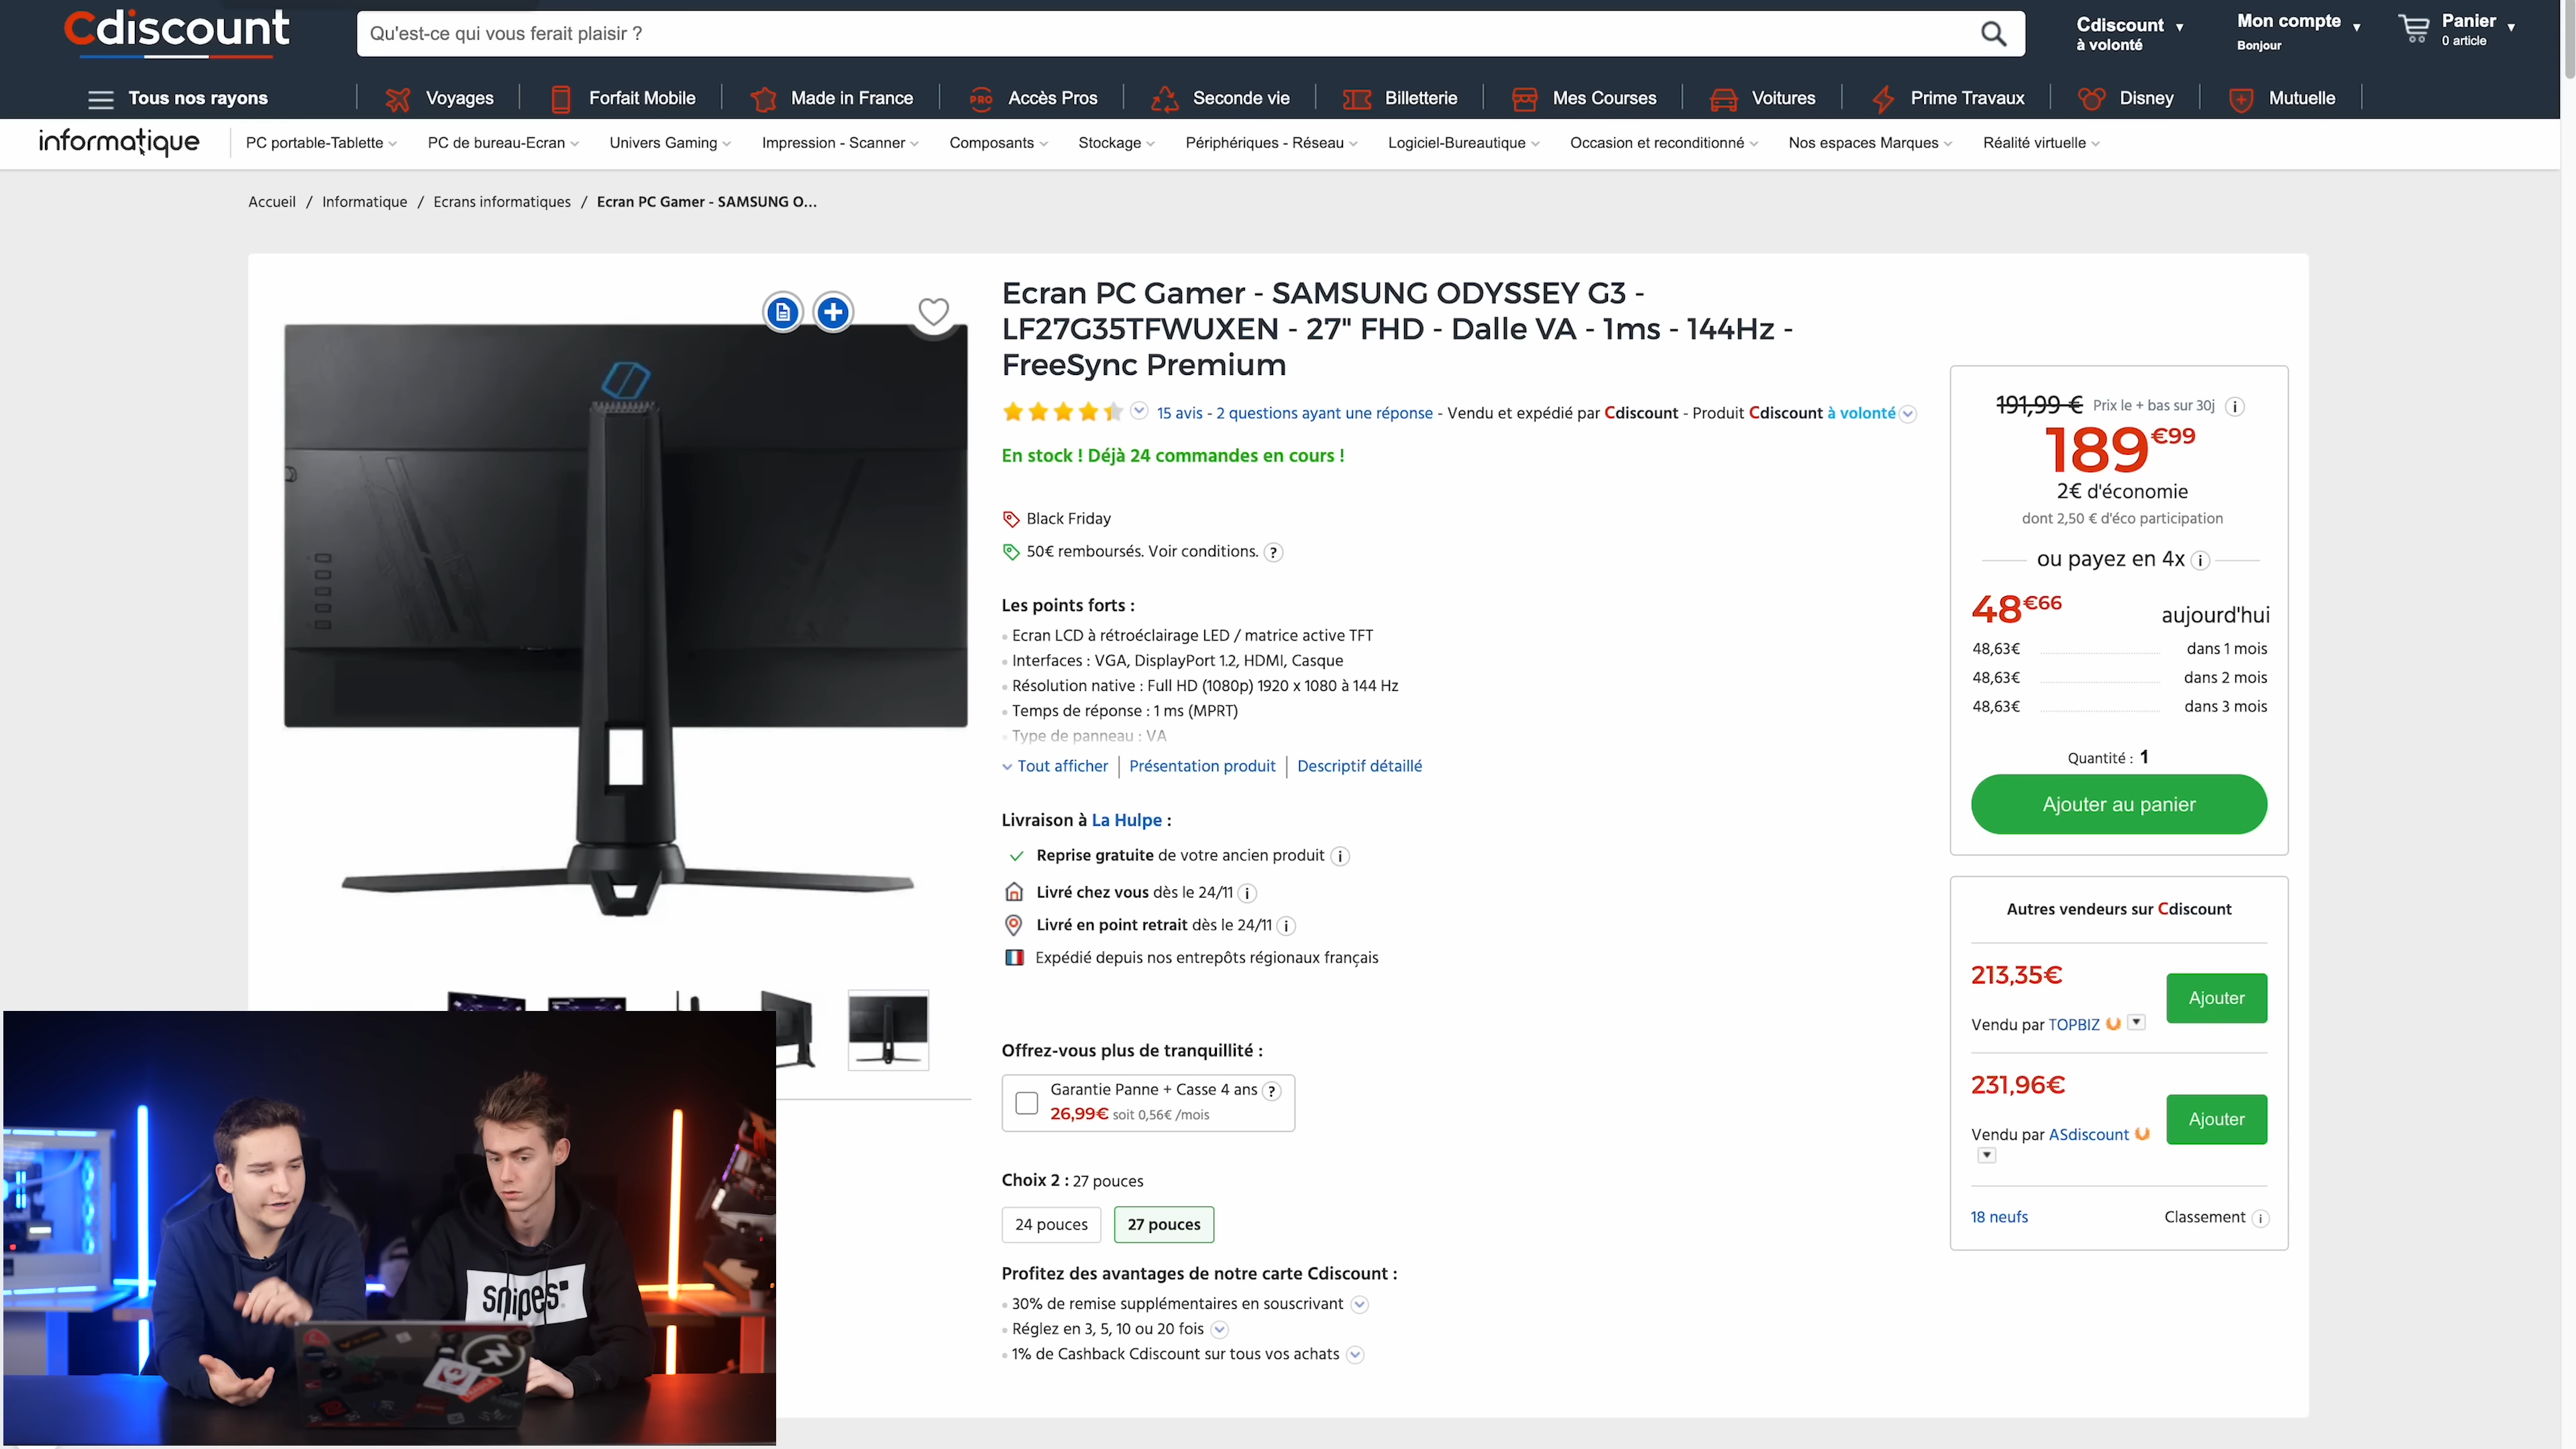 Cdiscount
Qu'est-ce qui vous ferait plaisir ?
Cdiscount
à volonté
Mon compte
Bonjour
Panier
0 article
Tous nos rayons
Voyages
Forfait Mobile
Made in France
PRO
Accès Pros
Seconde vie
Billetterie
Mes Courses
Voitures
Prime Travaux
Disney
Mutuelle
informatique
PC portable-Tablette
PC de bureau-Ecran
Univers Gaming
Impression - Scanner
Composants
Stockage
Périphériques - Réseau
Logiciel-Bureautique
Occasion et reconditionné
Nos espaces Marques
Réalité virtuelle
Accueil / Informatique / Ecrans informatiques / Ecran PC Gamer - SAMSUNG O...
Ecran PC Gamer - SAMSUNG ODYSSEY G3 -
LF27G35TFWUXEN - 27" FHD - Dalle VA - 1ms - 144Hz -
FreeSync Premium
15 avis - 2 questions ayant une réponse - Vendu et expédié par Cdiscount - Produit Cdiscount à volonté
En stock ! Déjà 24 commandes en cours !
Black Friday
50€ remboursés. Voir conditions. ?
Les points forts :
Ecran LCD à rétroéclairage LED / matrice active TFT
Interfaces : VGA, DisplayPort 1.2, HDMI, Casque
Résolution native : Full HD (1080p) 1920 x 1080 à 144 Hz
Temps de réponse : 1 ms (MPRT)
Type de panneau : VA
Tout afficher | Présentation produit | Descriptif détaillé
Livraison à La Hulpe :
Reprise gratuite de votre ancien produit i
Livré chez vous dès le 24/11 i
Livré en point retrait dès le 24/11 i
Expédié depuis nos entrepôts régionaux français
Offrez-vous plus de tranquillité :
Garantie Panne + Casse 4 ans ?
26,99€ soit 0,56€ /mois
Choix 2 : 27 pouces
24 pouces
27 pouces
Profitez des avantages de notre carte Cdiscount :
30% de remise supplémentaires en souscrivant
Réglez en 3, 5, 10 ou 20 fois
1% de Cashback Cdiscount sur tous vos achats
191,99 € Prix le + bas sur 30j i
189€99
2€ d'économie
dont 2,50 € d'éco participation
ou payez en 4x i
48€66 aujourd'hui
48,63€ dans 1 mois
48,63€ dans 2 mois
48,63€ dans 3 mois
Quantité : 1
Ajouter au panier
Autres vendeurs sur Cdiscount
213,35€
Ajouter
Vendu par TOPBIZ
231,96€
Ajouter
Vendu par ASdiscount
18 neufs
Classement i
snipes